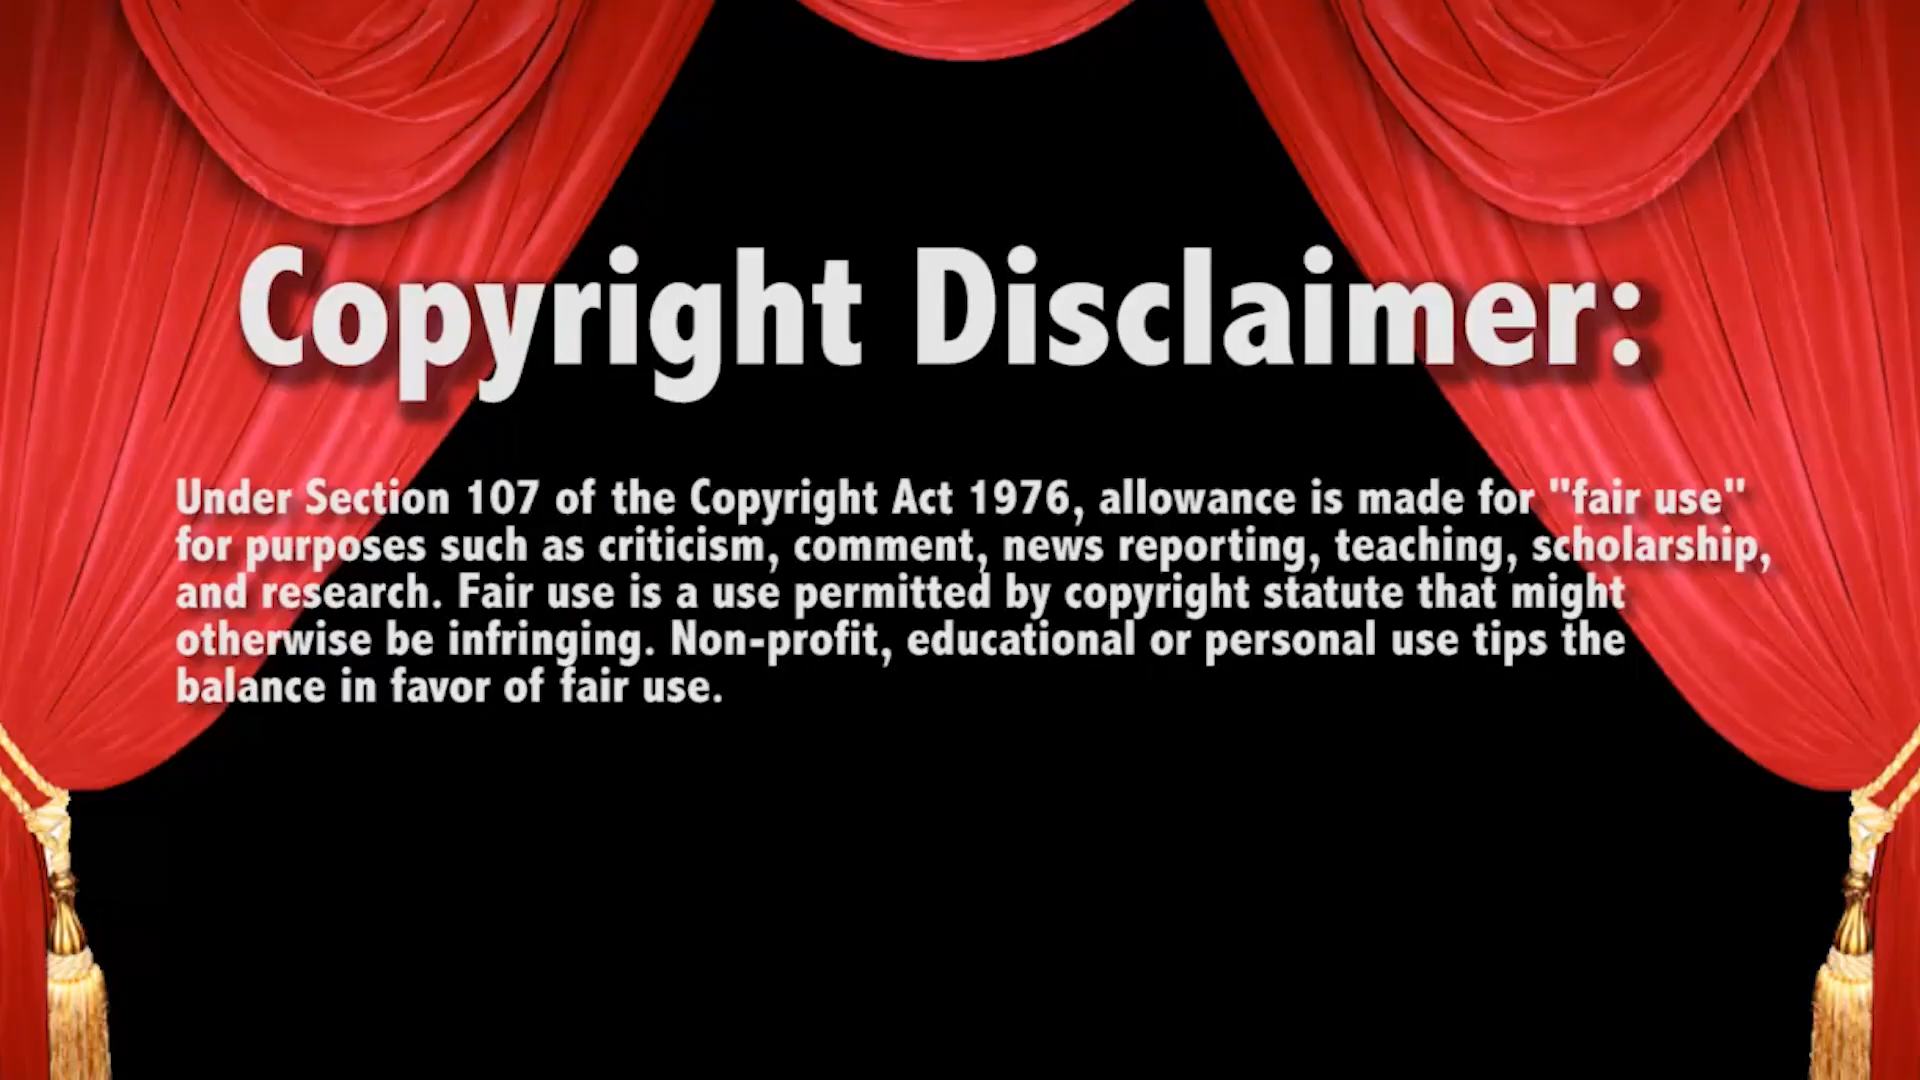 Copyright Disclaimer:
Under Section 107 of the Copyright Act 1976, allowance is made for "fair use"
for purposes such as criticism, comment, news reporting, teaching, scholarship,
and research. Fair use is a use permitted by copyright statute that might
otherwise be infringing. Non-profit, educational or personal use tips the
balance in favor of fair use.